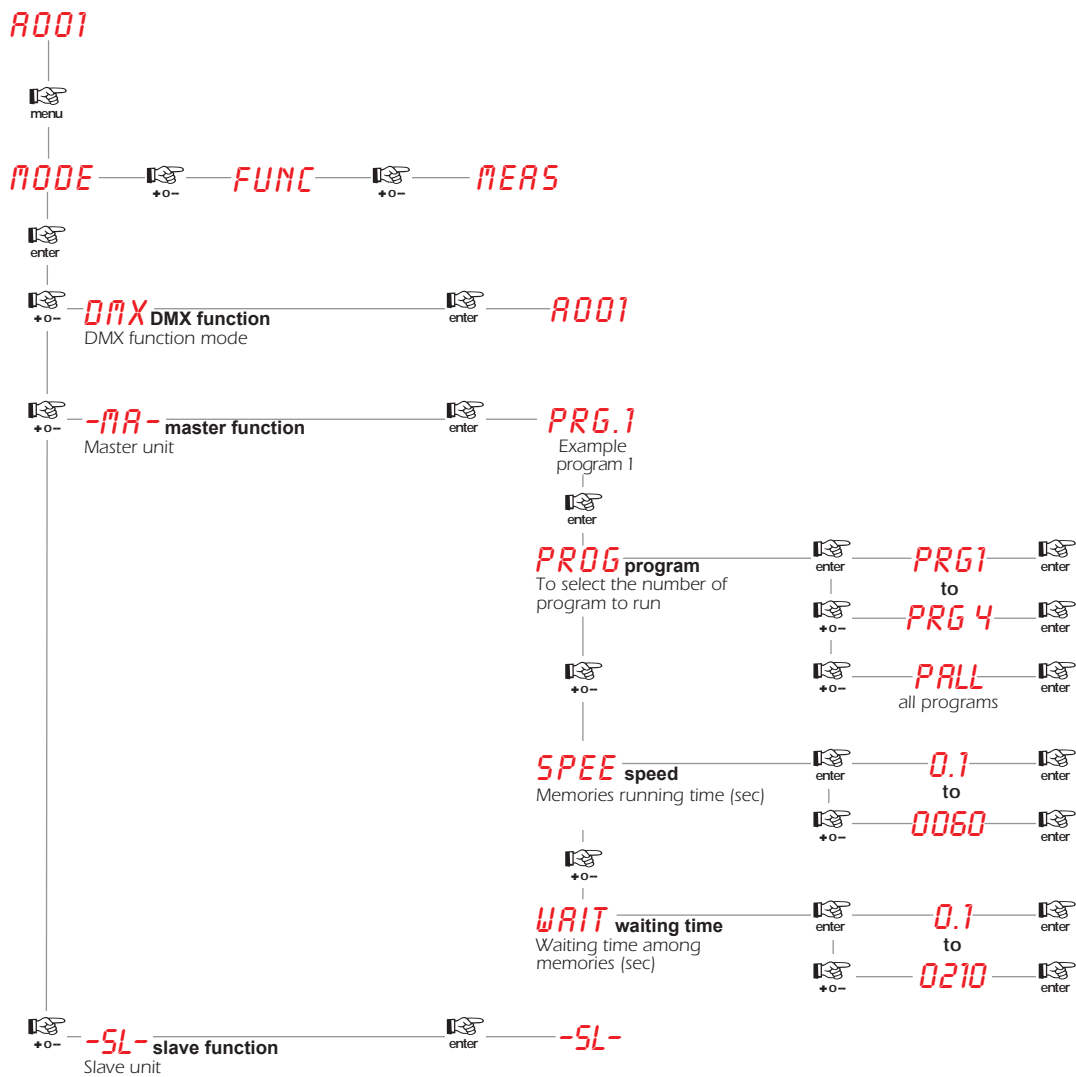 A001
menu
MODE + o - FUNC + o - MEAS
enter
+ o - DMX DMX function enter A001
DMX function mode
+ o - -MA- master function enter PRG.1
Master unit
Example
program 1
enter
PROG program enter PRG1 enter
To select the number of
program to run
to
+ o - PRG 4 enter
+ o -
+ o - PALL enter
all programs
SPEE speed enter 0.1 enter
Memories running time (sec)
to
+ o - 0060 enter
+ o -
WAIT waiting time enter 0.1 enter
Waiting time among
memories (sec)
to
+ o - 0210 enter
+ o - -SL- slave function enter -SL-
Slave unit